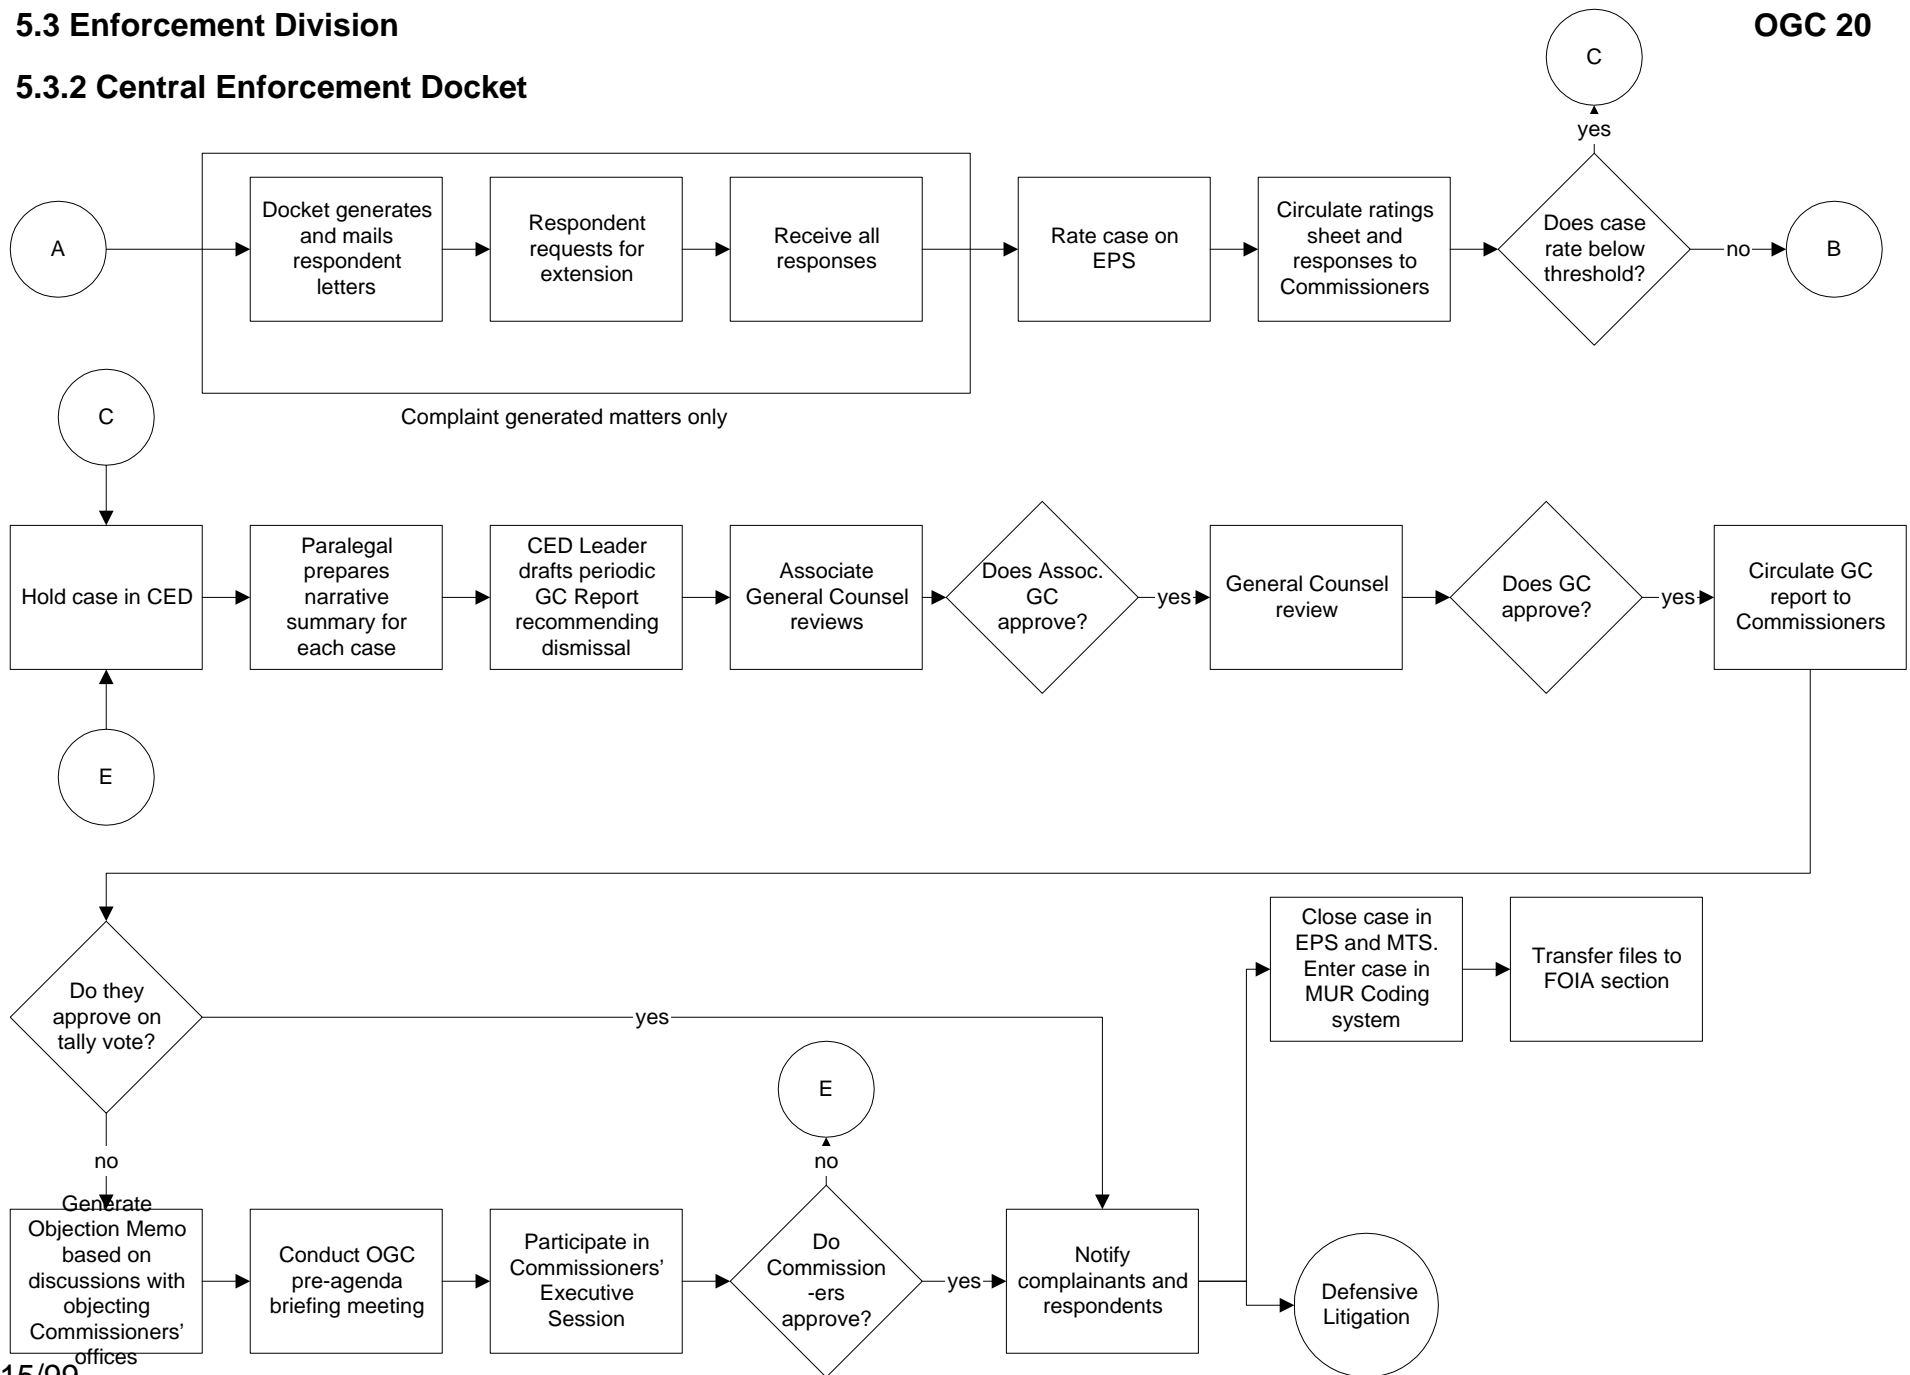 5.3 Enforcement Division
OGC 20
5.3.2 Central Enforcement Docket
C
yes
A
Docket generates
and mails
respondent
letters
Respondent
requests for
extension
Receive all
responses
Rate case on
EPS
Circulate ratings
sheet and
responses to
Commissioners
Does case
rate below
threshold?
no
B
Complaint generated matters only
C
Hold case in CED
Paralegal
prepares
narrative
summary for
each case
CED Leader
drafts periodic
GC Report
recommending
dismissal
Associate
General Counsel
reviews
Does Assoc.
GC
approve?
yes
General Counsel
review
Does GC
approve?
yes
Circulate GC
report to
Commissioners
E
Do they
approve on
tally vote?
yes
no
Close case in
EPS and MTS.
Enter case in
MUR Coding
system
Transfer files to
FOIA section
E
no
Generate
Objection Memo
based on
discussions with
objecting
Commissioners’
offices
Conduct OGC
pre-agenda
briefing meeting
Participate in
Commissioners’
Executive
Session
Do
Commission
-ers
approve?
yes
Notify
complainants and
respondents
Defensive
Litigation
15/99